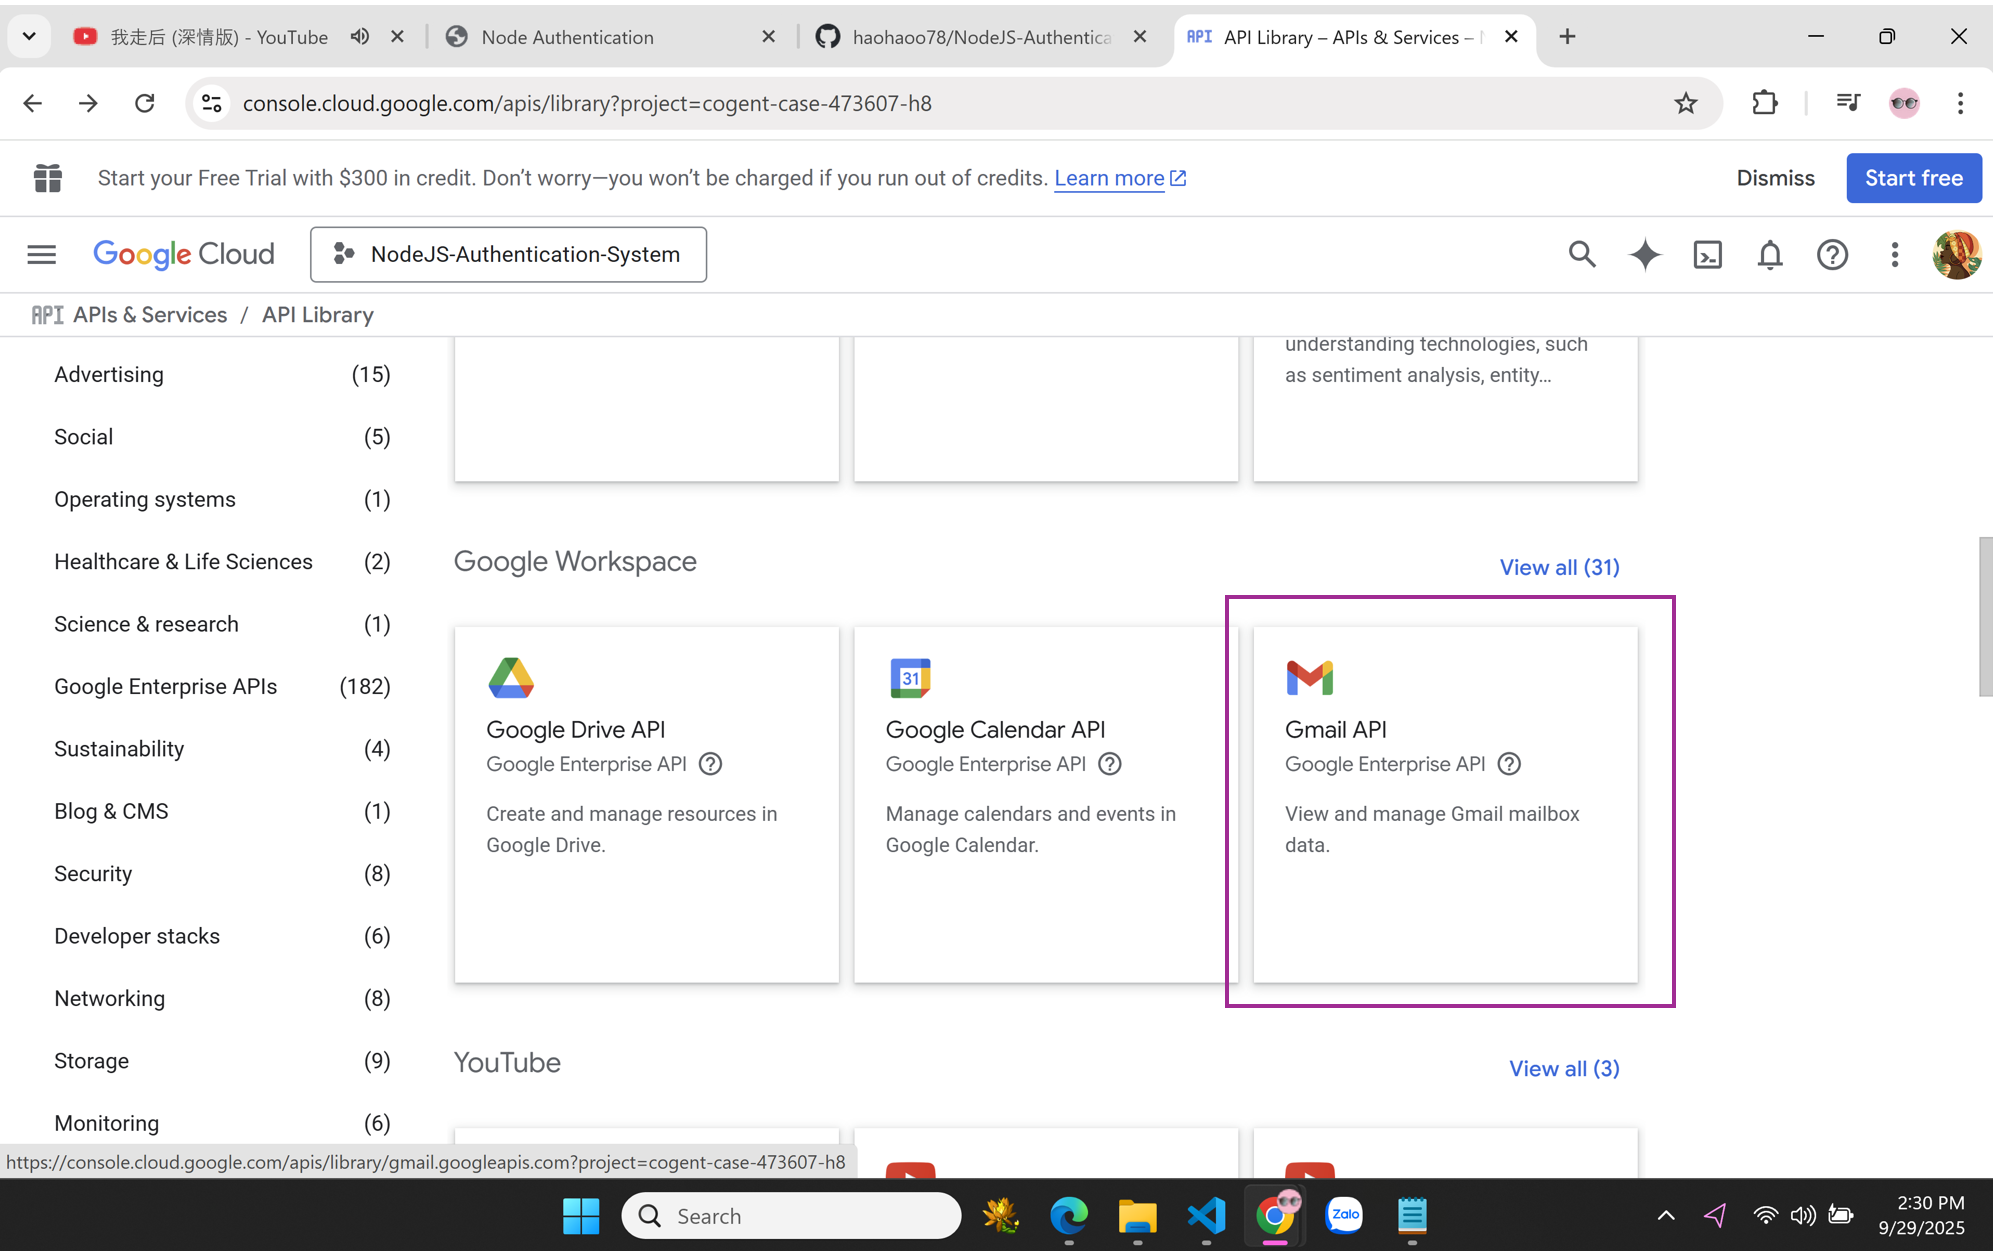 我走后 (深情版) - YouTube
Node Authentication
haohaoo78/NodeJS-Authentica
API API Library – APIs & Services –
console.cloud.google.com/apis/library?project=cogent-case-473607-h8
Start your Free Trial with $300 in credit. Don’t worry—you won’t be charged if you run out of credits. Learn more
Dismiss
Start free
Google Cloud
NodeJS-Authentication-System
API APIs & Services / API Library
Advertising (15)
Social (5)
Operating systems (1)
Healthcare & Life Sciences (2)
Science & research (1)
Google Enterprise APIs (182)
Sustainability (4)
Blog & CMS (1)
Security (8)
Developer stacks (6)
Networking (8)
Storage (9)
Monitoring (6)
understanding technologies, such
as sentiment analysis, entity…
Google Workspace
View all (31)
Google Drive API
Google Enterprise API
Create and manage resources in
Google Drive.
31
Google Calendar API
Google Enterprise API
Manage calendars and events in
Google Calendar.
Gmail API
Google Enterprise API
View and manage Gmail mailbox
data.
YouTube
View all (3)
https://console.cloud.google.com/apis/library/gmail.googleapis.com?project=cogent-case-473607-h8
Search
Zalo
2:30 PM
9/29/2025